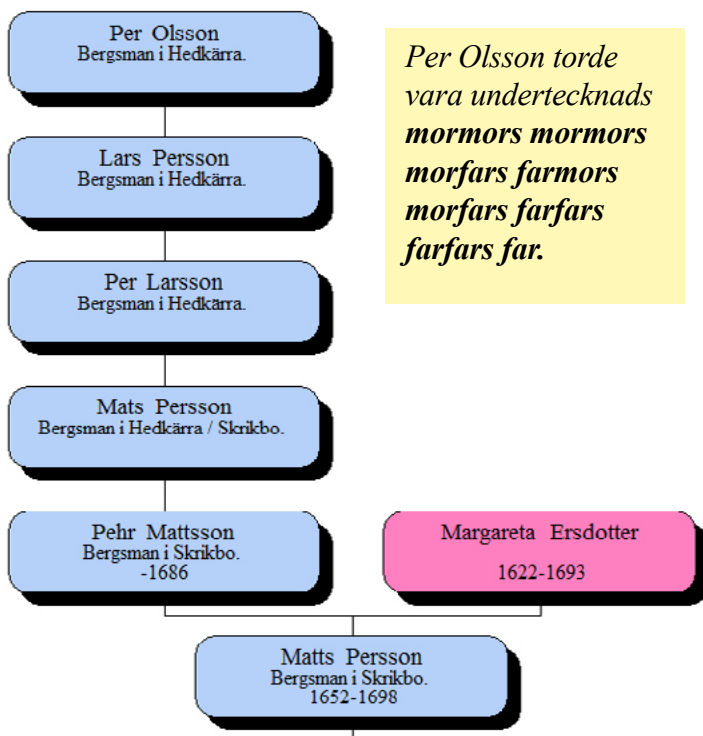 Per Olsson
Bergsman i Hedkärra.
Per Olsson torde
vara undertecknads
mormors mormors
morfars farmors
morfars farfars
farfars far.
Lars Persson
Bergsman i Hedkärra.
Per Larsson
Bergsman i Hedkärra.
Mats Persson
Bergsman i Hedkärra / Skrikbo.
Pehr Mattsson
Bergsman i Skrikbo.
-1686
Margareta Ersdotter
1622-1693
Matts Persson
Bergsman i Skrikbo.
1652-1698